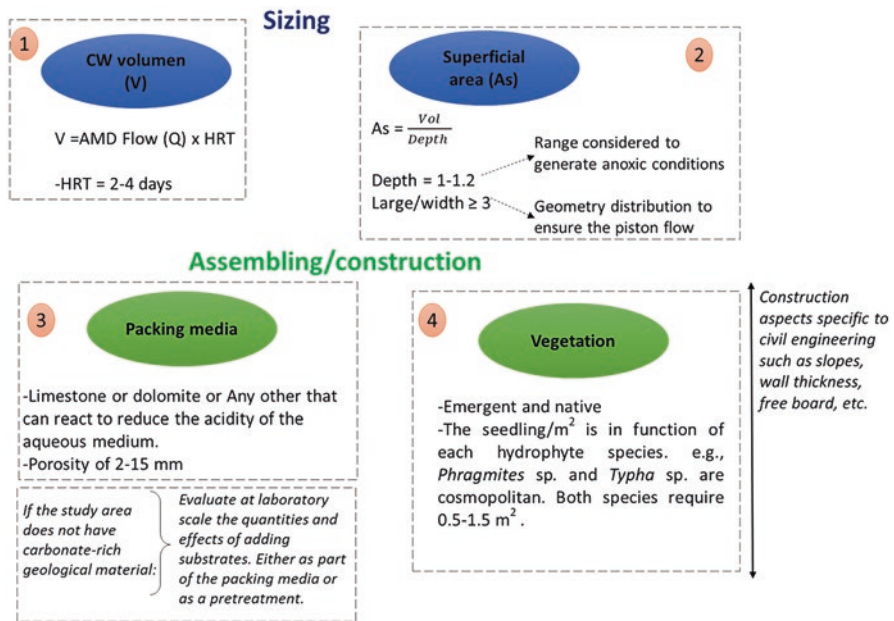 Sizing
1
CW volumen
(V)
V =AMD Flow (Q) x HRT
-HRT = 2-4 days
2
Superficial
area (As)
As = Vol/Depth
Depth = 1-1.2
Large/width ≥ 3
Range considered to
generate anoxic conditions
Geometry distribution to
ensure the piston flow
Assembling/construction
3
Packing media
-Limestone or dolomite or Any other that
can react to reduce the acidity of the
aqueous medium.
-Porosity of 2-15 mm
If the study area
does not have
carbonate-rich
geological material:
Evaluate at laboratory
scale the quantities and
effects of adding
substrates. Either as part
of the packing media or
as a pretreatment.
4
Vegetation
-Emergent and native
-The seedling/m² is in function of
each hydrophyte species. e.g.,
Phragmites sp. and Typha sp. are
cosmopolitan. Both species require
0.5-1.5 m² .
Construction
aspects specific to
civil engineering
such as slopes,
wall thickness,
free board, etc.